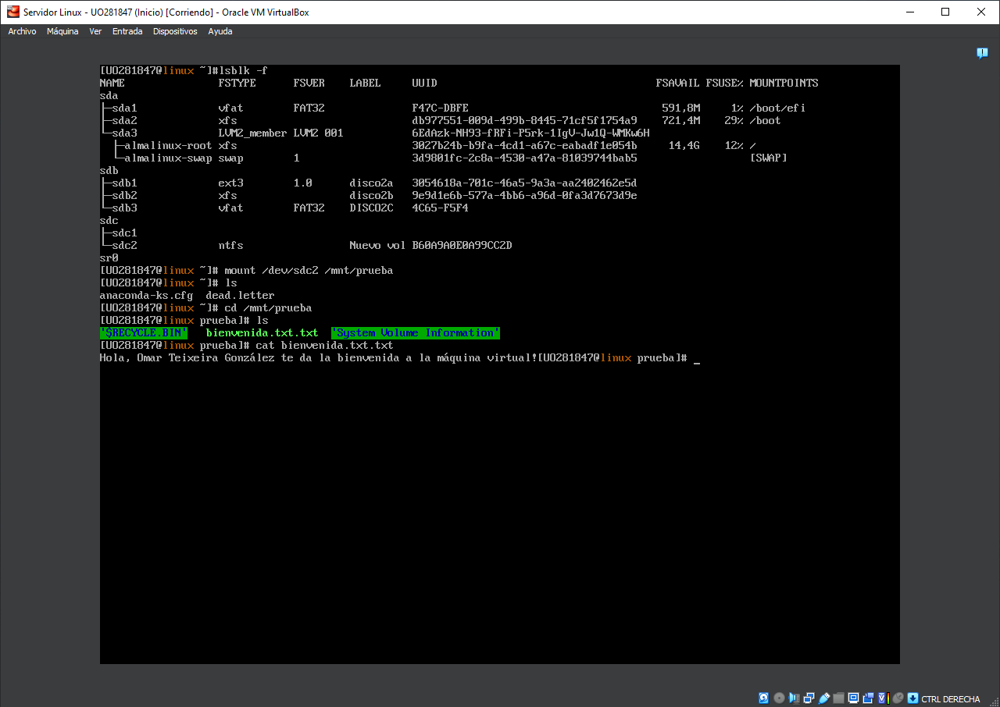 Servidor Linux - UO281847 (Inicio) [Corriendo] - Oracle VM VirtualBox
Archivo Máquina Ver Entrada Dispositivos Ayuda
[UO281847@linux ~]#lsblk -f
NAME FSTYPE FSVER LABEL UUID FSAVAIL FSUSE% MOUNTPOINTS
sda
├─sda1 vfat FAT32 F47C-DBFE 591,8M 1% /boot/efi
├─sda2 xfs db977551-009d-499b-8445-71cf5f1754a9 721,4M 29% /boot
└─sda3 LVM2_member LVM2 001 6EdAzk-NH93-fRFi-P5rk-1IgV-Jw1Q-WMKw6H
├─almalinux-root xfs 3027b24b-b9fa-4cd1-a67c-eabadf1e054b 14,4G 12% /
└─almalinux-swap swap 1 3d9801fc-2c8a-4530-a47a-81039744bab5 [SWAP]
sdb
├─sdb1 ext3 1.0 disco2a 3054618a-701c-46a5-9a3a-aa2402462e5d
├─sdb2 xfs disco2b 9e9d1e6b-577a-4bb6-a96d-0fa3d7673d9e
└─sdb3 vfat FAT32 DISCO2C 4C65-F5F4
sdc
├─sdc1
└─sdc2 ntfs Nuevo vol B60A9A0E0A99CC2D
sr0
[UO281847@linux ~]# mount /dev/sdc2 /mnt/prueba
[UO281847@linux ~]# ls
anaconda-ks.cfg dead.letter
[UO281847@linux ~]# cd /mnt/prueba
[UO281847@linux prueba]# ls
'$RECYCLE.BIN' bienvenida.txt.txt 'System Volume Information'
[UO281847@linux prueba]# cat bienvenida.txt.txt
Hola, Omar Teixeira González te da la bienvenida a la máquina virtual![UO281847@linux prueba]# _
CTRL DERECHA